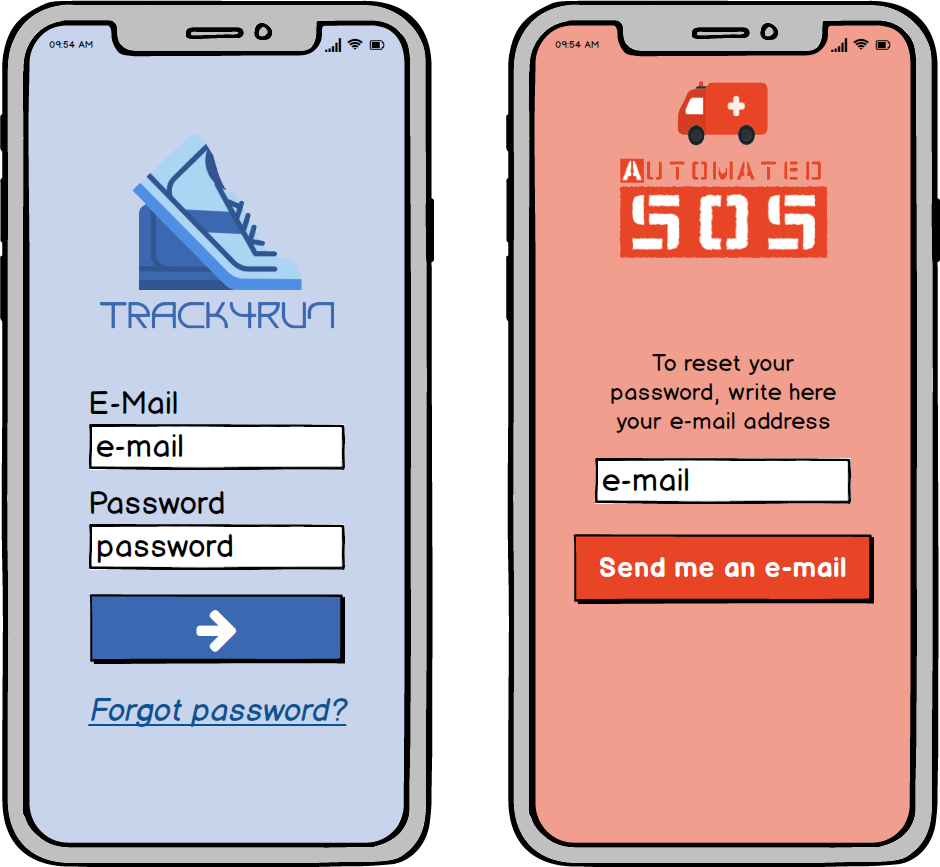 09:54 AM
TRACK4RUN
E-Mail
e-mail
Password
password
Forgot password?
09:54 AM
AUTOMATED
SOS
To reset your
password, write here
your e-mail address
e-mail
Send me an e-mail